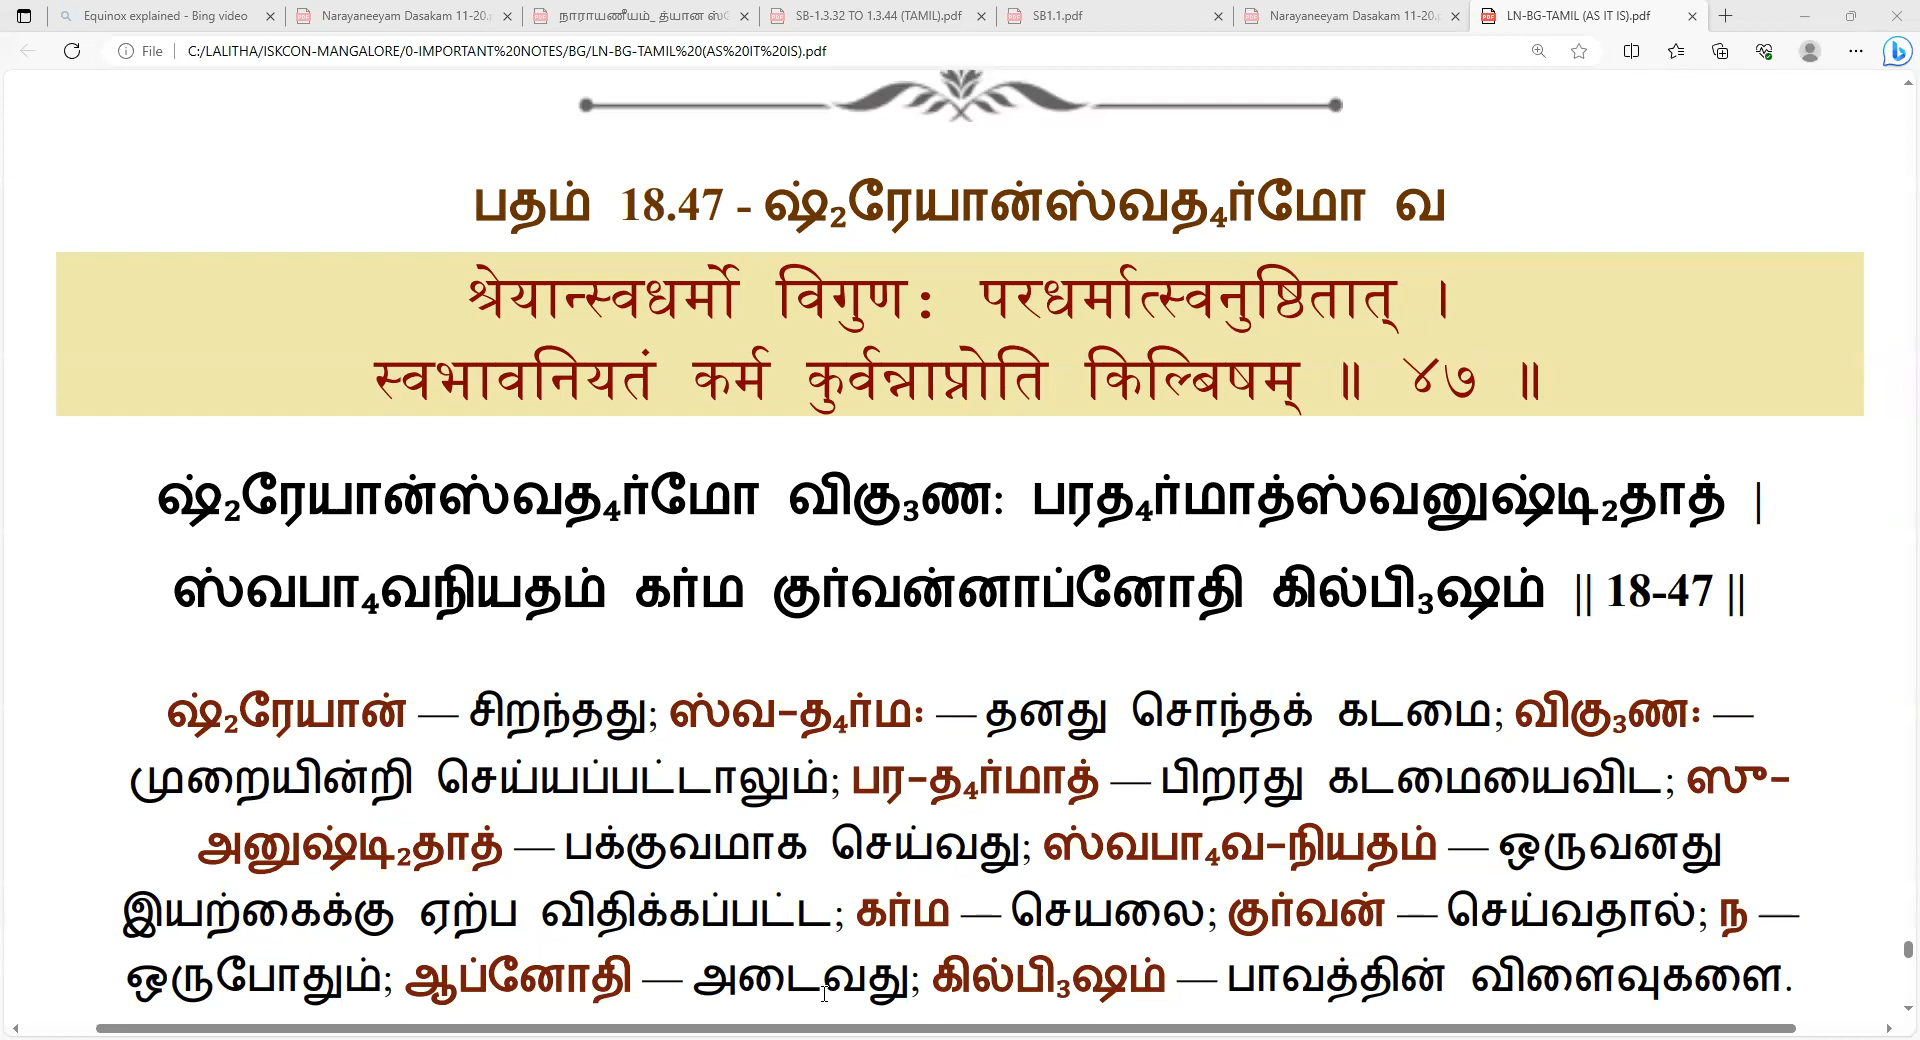 Equinox explained - Bing video
Narayaneeyam Dasakam 11-20.
நாராயணீயம்_ த்யான ஸ்
SB-1.3.32 TO 1.3.44 (TAMIL).pdf
SB1.1.pdf
Narayaneeyam Dasakam 11-20.
LN-BG-TAMIL (AS IT IS).pdf
File
C:/LALITHA/ISKCON-MANGALORE/0-IMPORTANT%20NOTES/BG/LN-BG-TAMIL%20(AS%20IT%20IS).pdf
பதம் 18.47 - ஷ்₂ரேயான்ஸ்வத₄ர்மோ வ
श्रेयान्स्वधर्मो विगुण: परधर्मात्स्वनुष्ठितात् ।
स्वभावनियतं कर्म कुर्वन्नाप्नोति किल्बिषम् ॥ ४७ ॥
ஷ்₂ரேயான்ஸ்வத₄ர்மோ விகு₃ண: பரத₄ர்மாத்ஸ்வனுஷ்டி₂தாத் |
ஸ்வபா₄வநியதம் கர்ம குர்வன்னாப்னோதி கில்பி₃ஷம் || 18-47 ||
ஷ்₂ரேயான் — சிறந்தது; ஸ்வ-த₄ர்ம: — தனது சொந்தக் கடமை; விகு₃ண: —
முறையின்றி செய்யப்பட்டாலும்; பர-த₄ர்மாத் — பிறரது கடமையைவிட; ஸு-
அனுஷ்டி₂தாத் — பக்குவமாக செய்வது; ஸ்வபா₄வ-நியதம் — ஒருவனது
இயற்கைக்கு ஏற்ப விதிக்கப்பட்ட; கர்ம — செயலை; குர்வன் — செய்வதால்; ந —
ஒருபோதும்; ஆப்னோதி — அடைவது; கில்பி₃ஷம் — பாவத்தின் விளைவுகளை.